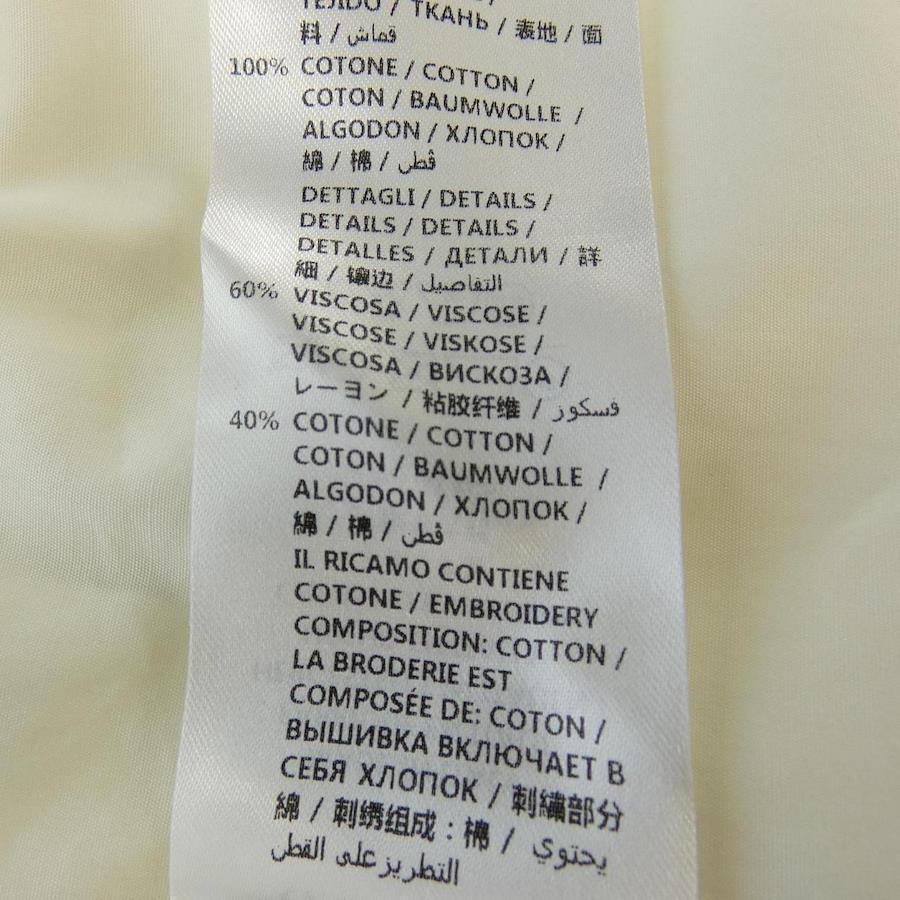 TEJIDO / ТКАНЬ / 表地 / 面
料 / قماش
100% COTONE / COTTON /
COTON / BAUMWOLLE /
ALGODON / ХЛОПОК /
綿 / 棉 / قطن
DETTAGLI / DETAILS /
DETAILS / DETAILS /
DETALLES / ДЕТАЛИ / 詳
細 / 镶边 / التفاصيل
60% VISCOSA / VISCOSE /
VISCOSE / VISKOSE /
VISCOSA / ВИСКОЗА /
レーヨン / 粘胶纤维 / فسكوز
40% COTONE / COTTON /
COTON / BAUMWOLLE /
ALGODON / ХЛОПОК /
綿 / 棉 / قطن
IL RICAMO CONTIENE
COTONE / EMBROIDERY
COMPOSITION: COTTON /
LA BRODERIE EST
COMPOSÉE DE: COTON /
ВЫШИВКА ВКЛЮЧАЕТ В
СЕБЯ ХЛОПОК / 刺繍部分
綿 / 刺绣组成：棉 / يحتوي
التطريز على القطن